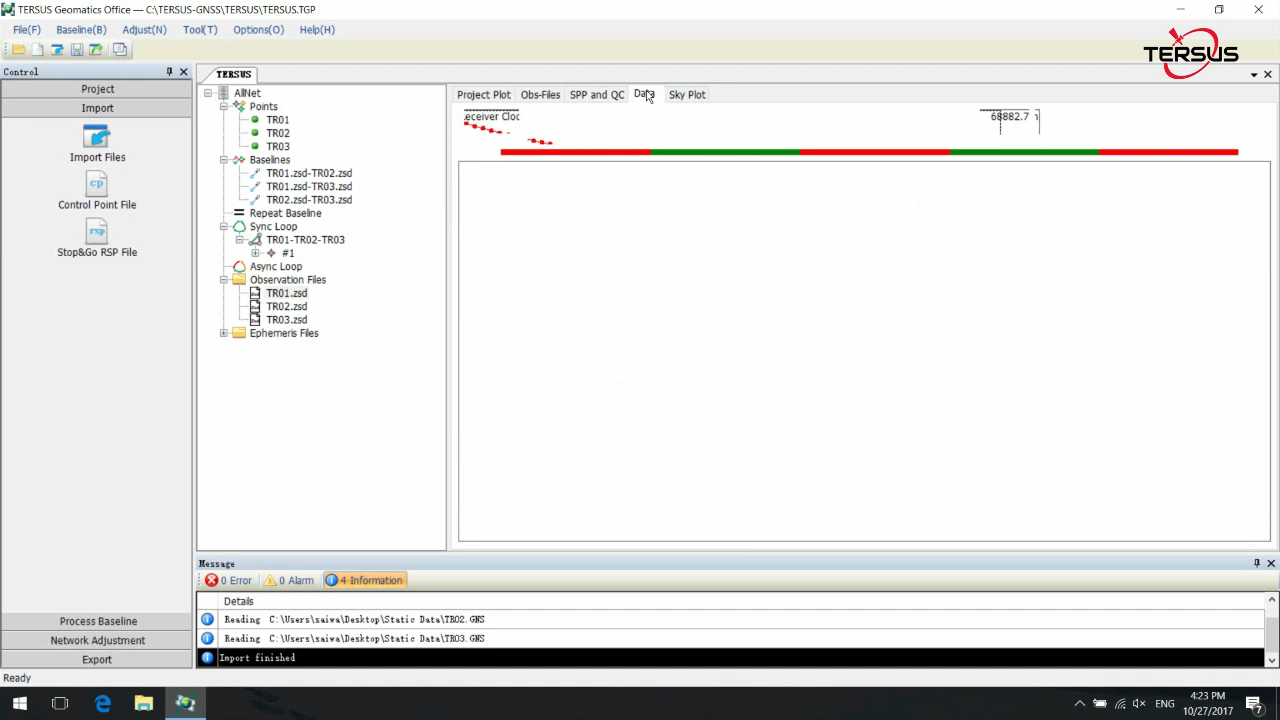 TERSUS Geomatics Office — C:\TERSUS-GNSS\TERSUS\TERSUS.TGP
File(F) Baseline(B) Adjust(N) Tool(T) Options(O) Help(H)
TERSUS
Control
Project
Import
Import Files
Control Point File
Stop&Go RSP File
Process Baseline
Network Adjustment
Export
TERSUS
AllNet
Points
TR01
TR02
TR03
Baselines
TR01.zsd-TR02.zsd
TR01.zsd-TR03.zsd
TR02.zsd-TR03.zsd
Repeat Baseline
Sync Loop
TR01-TR02-TR03
#1
Async Loop
Observation Files
TR01.zsd
TR02.zsd
TR03.zsd
Ephemeris Files
Project Plot Obs-Files SPP and QC Data Sky Plot
eceiver Cloc 68882.7
Message
0 Error 0 Alarm 4 Information
Details
Reading C:\Users\saiwa\Desktop\Static Data\TR02.GNS
Reading C:\Users\saiwa\Desktop\Static Data\TR03.GNS
Import finished
Ready
ENG
4:23 PM
10/27/2017
7